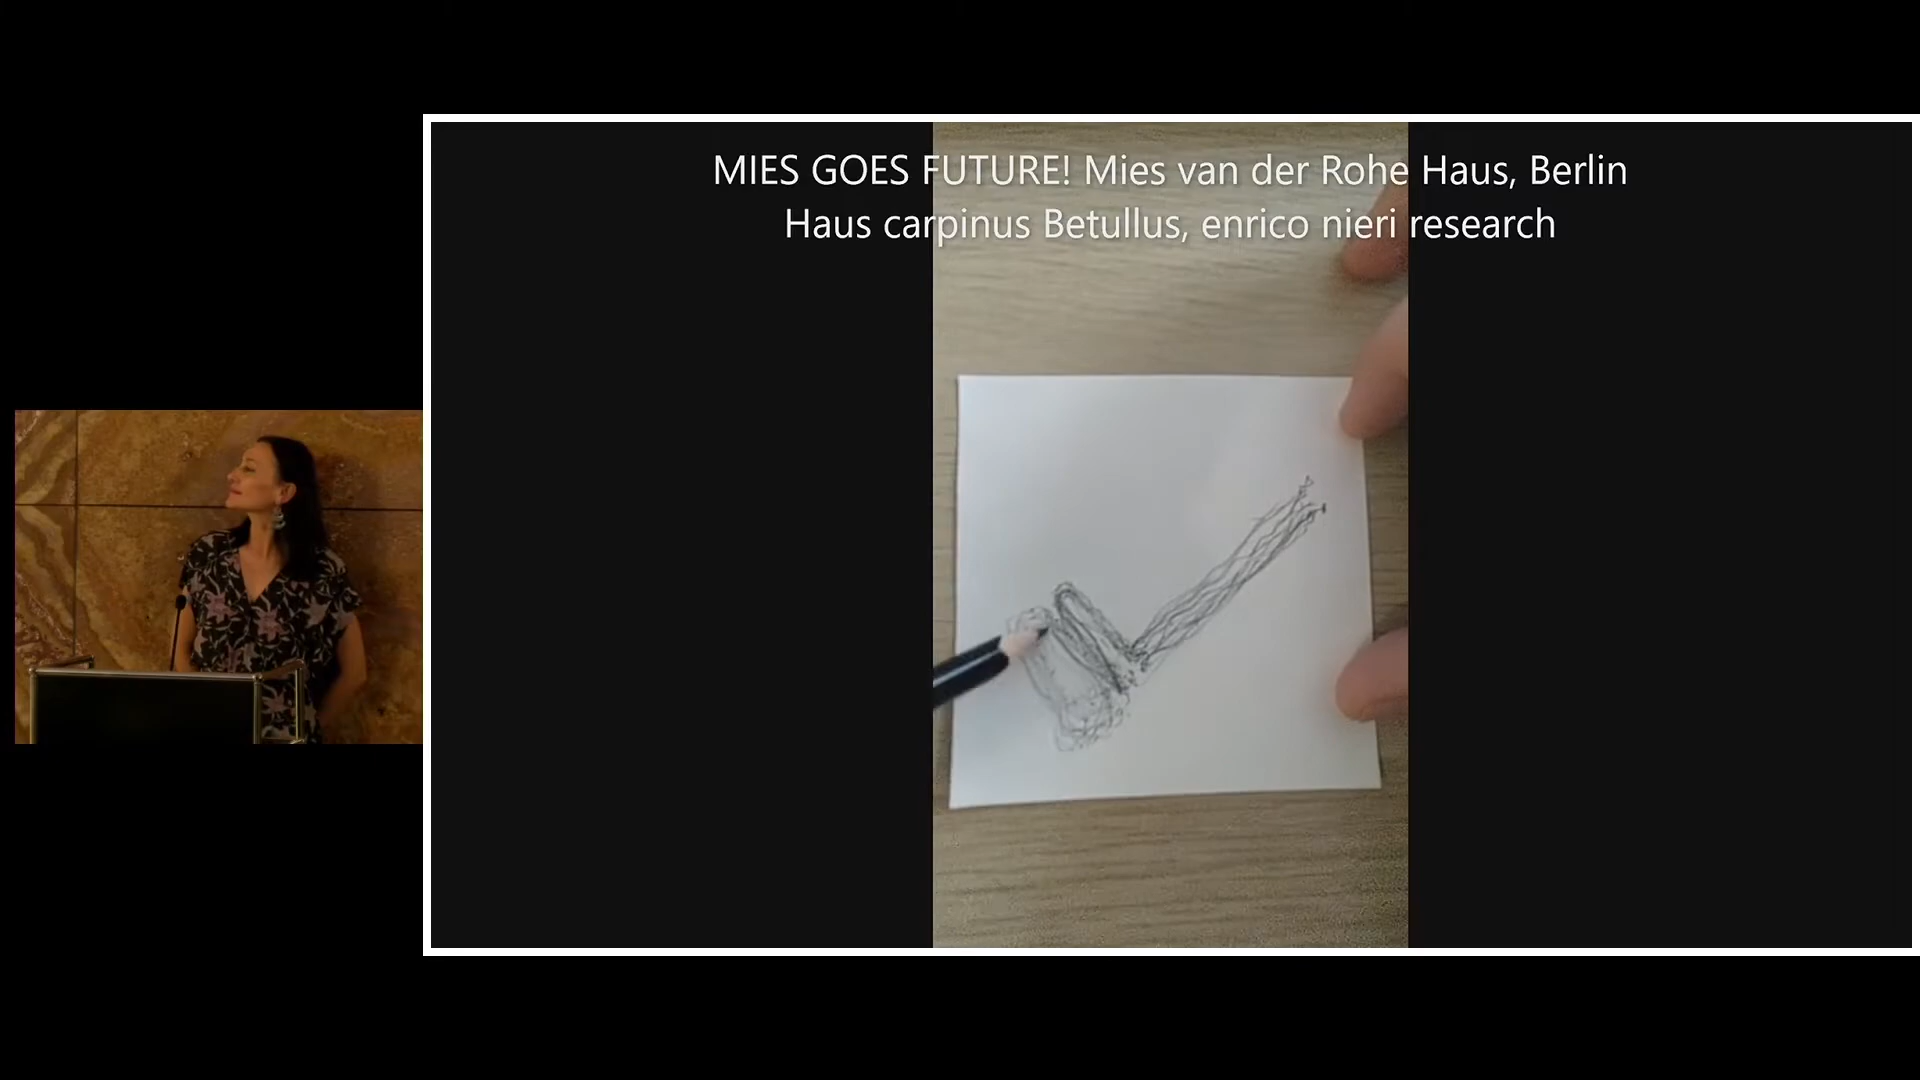 MIES GOES FUTURE! Mies van der Rohe Haus, Berlin
Haus carpinus Betullus, enrico nieri research